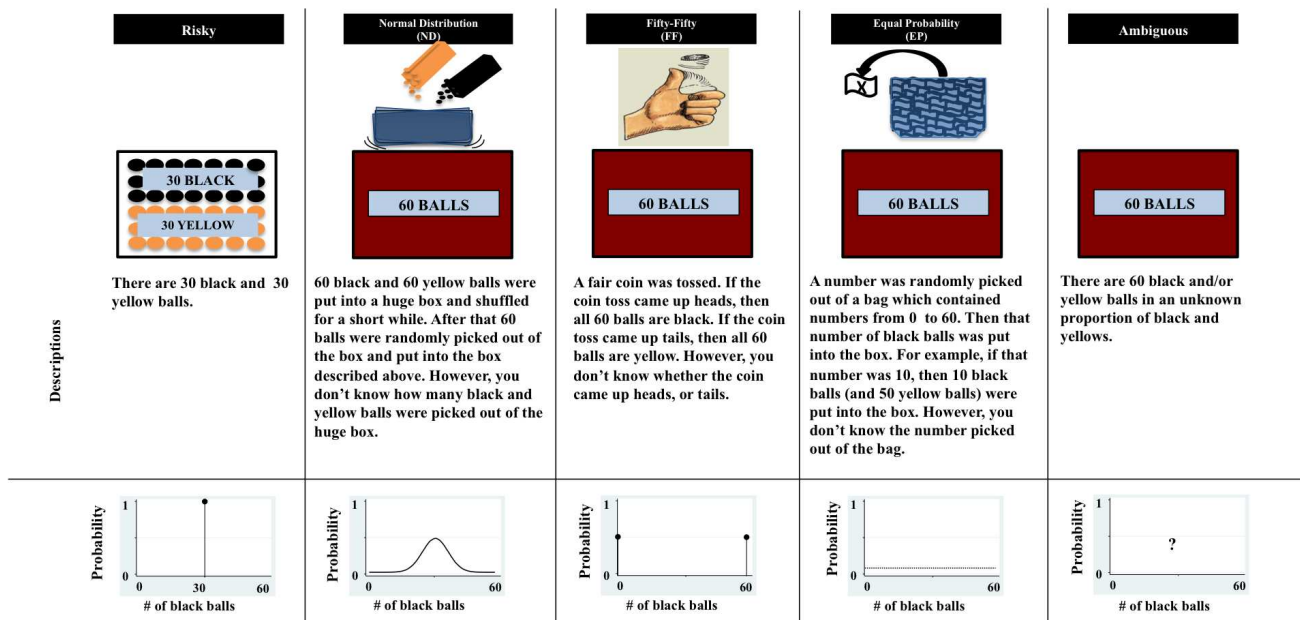 Risky
Normal Distribution
(ND)
Fifty-Fifty
(FF)
Equal Probability
(EP)
Ambiguous
X
30 BLACK
30 YELLOW
60 BALLS
60 BALLS
60 BALLS
60 BALLS
Descriptions
There are 30 black and 30
yellow balls.
60 black and 60 yellow balls were
put into a huge box and shuffled
for a short while. After that 60
balls were randomly picked out of
the box and put into the box
described above. However, you
don't know how many black and
yellow balls were picked out of the
huge box.
A fair coin was tossed. If the
coin toss came up heads, then
all 60 balls are black. If the coin
toss came up tails, then all 60
balls are yellow. However, you
don't know whether the coin
came up heads, or tails.
A number was randomly picked
out of a bag which contained
numbers from 0 to 60. Then that
number of black balls was put
into the box. For example, if that
number was 10, then 10 black
balls (and 50 yellow balls) were
put into the box. However, you
don't know the number picked
out of the bag.
There are 60 black and/or
yellow balls in an unknown
proportion of black and
yellows.
Probability
1
0
0 30 60
# of black balls
Probability
1
0
0 60
# of black balls
Probability
1
0
0 60
# of black balls
Probability
1
0
0 60
# of black balls
Probability
1
?
0
0 60
# of black balls